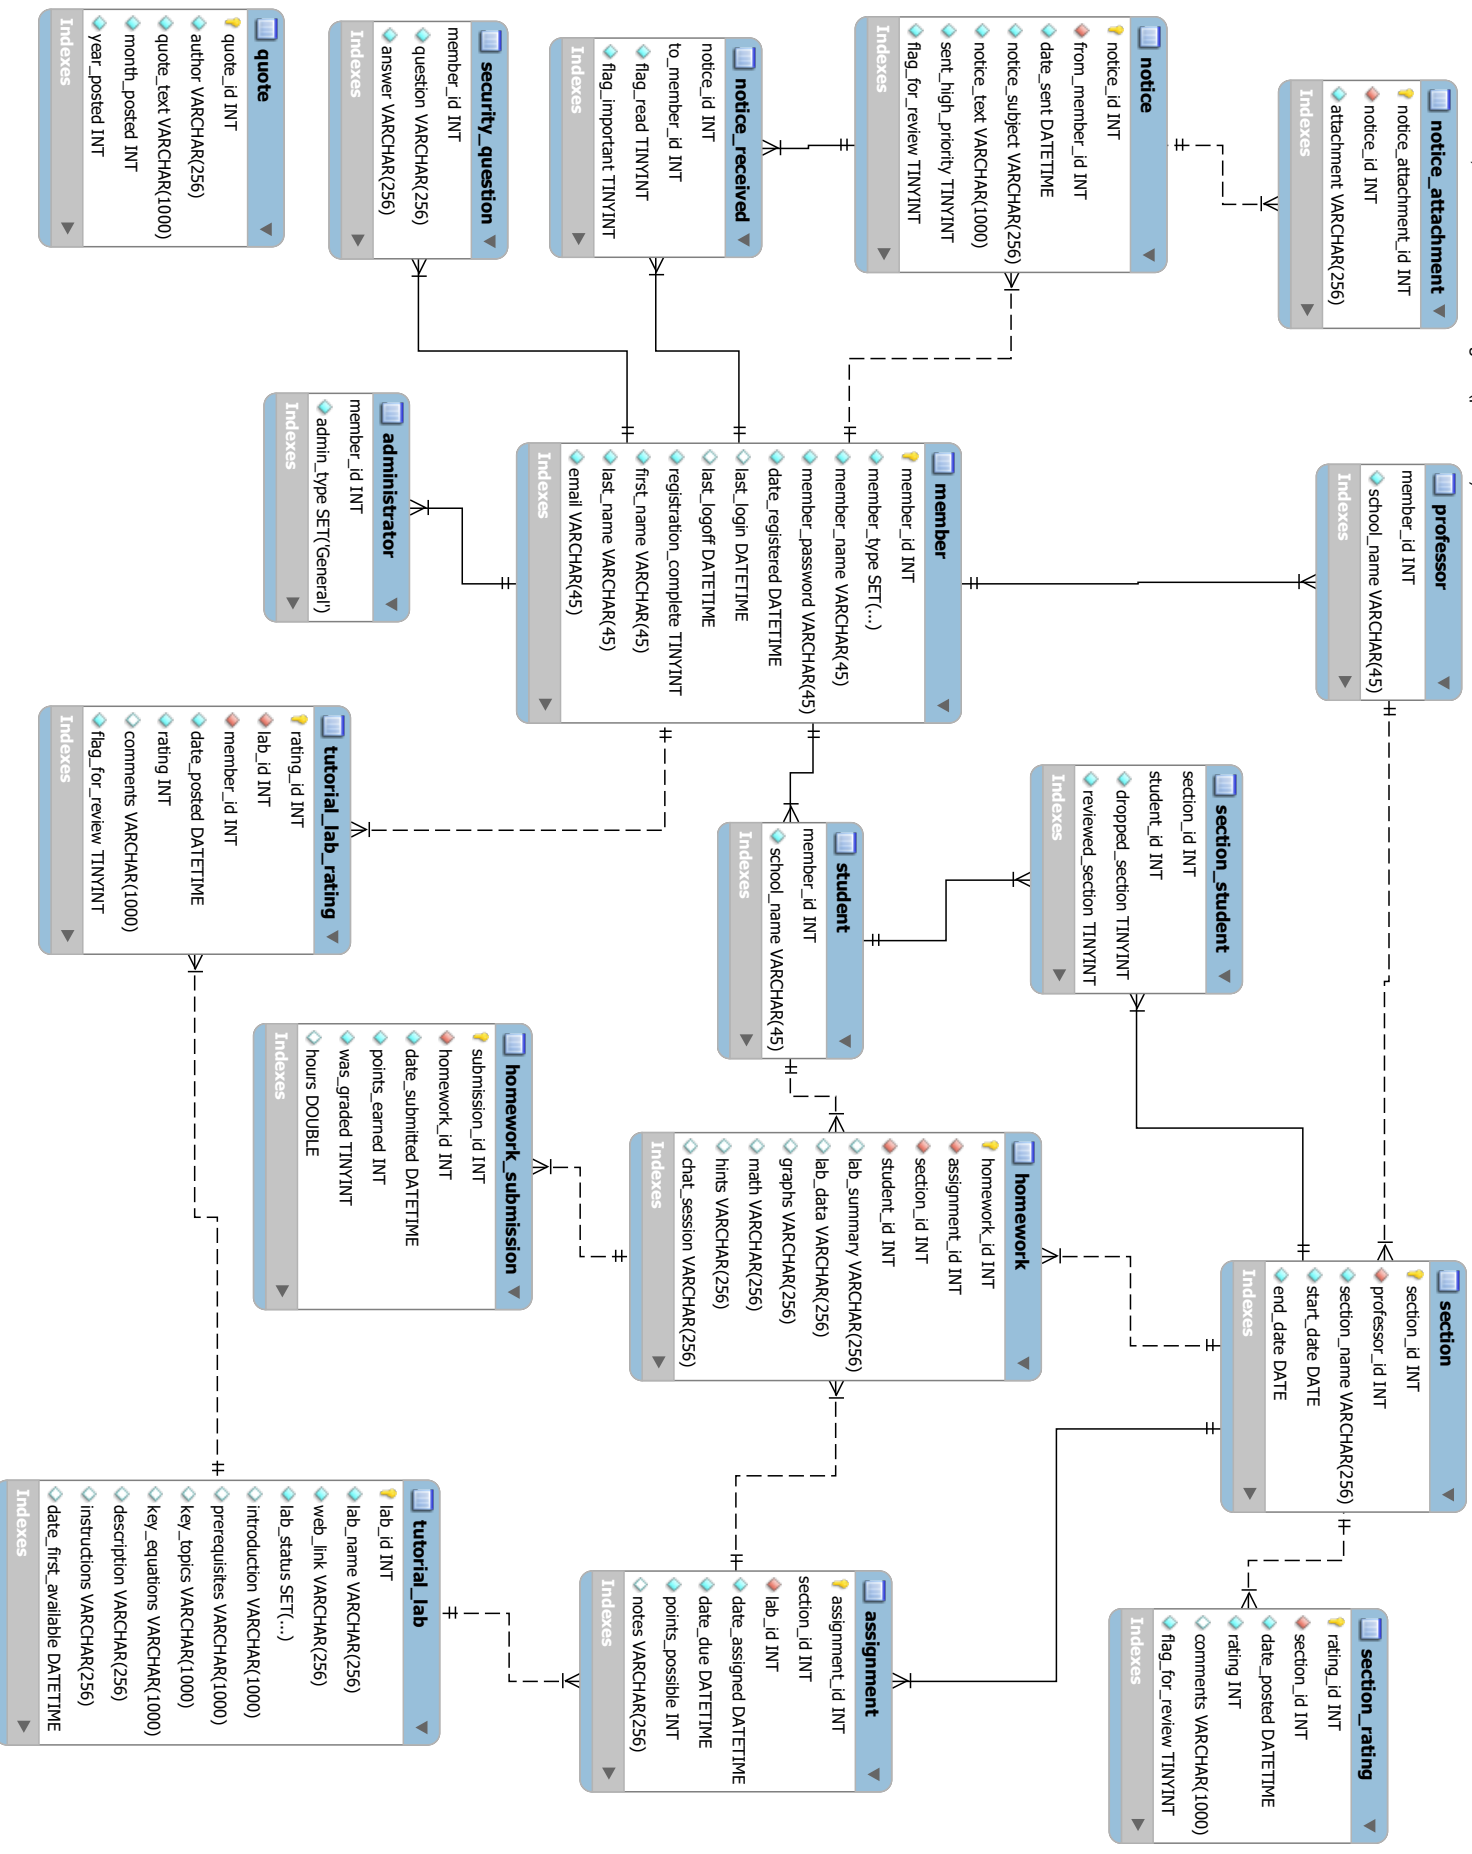 quote
quote_id INT
author VARCHAR(256)
quote_text VARCHAR(1000)
month_posted INT
year_posted INT
Indexes
security_question
member_id INT
question VARCHAR(256)
answer VARCHAR(256)
Indexes
notice_received
notice_id INT
to_member_id INT
flag_read TINYINT
flag_important TINYINT
Indexes
notice
notice_id INT
from_member_id INT
date_sent DATETIME
notice_subject VARCHAR(256)
notice_text VARCHAR(1000)
sent_high_priority TINYINT
flag_for_review TINYINT
Indexes
notice_attachment
notice_attachment_id INT
notice_id INT
attachment VARCHAR(256)
Indexes
administrator
member_id INT
admin_type SET('General')
Indexes
member
member_id INT
member_type SET(...)
member_name VARCHAR(45)
member_password VARCHAR(45)
date_registered DATETIME
last_login DATETIME
last_logoff DATETIME
registration_complete TINYINT
first_name VARCHAR(45)
last_name VARCHAR(45)
email VARCHAR(45)
Indexes
professor
member_id INT
school_name VARCHAR(45)
Indexes
tutorial_lab_rating
rating_id INT
lab_id INT
member_id INT
date_posted DATETIME
rating INT
comments VARCHAR(1000)
flag_for_review TINYINT
Indexes
student
member_id INT
school_name VARCHAR(45)
Indexes
section_student
section_id INT
student_id INT
dropped_section TINYINT
reviewed_section TINYINT
Indexes
homework_submission
submission_id INT
homework_id INT
date_submitted DATETIME
points_earned INT
was_graded TINYINT
hours DOUBLE
Indexes
homework
homework_id INT
assignment_id INT
section_id INT
student_id INT
lab_summary VARCHAR(256)
lab_data VARCHAR(256)
graphs VARCHAR(256)
math VARCHAR(256)
hints VARCHAR(256)
chat_session VARCHAR(256)
Indexes
section
section_id INT
professor_id INT
section_name VARCHAR(256)
start_date DATE
end_date DATE
Indexes
tutorial_lab
lab_id INT
lab_name VARCHAR(256)
web_link VARCHAR(256)
lab_status SET(...)
introduction VARCHAR(1000)
prerequisites VARCHAR(1000)
key_topics VARCHAR(1000)
key_equations VARCHAR(1000)
description VARCHAR(256)
instructions VARCHAR(256)
date_first_available DATETIME
Indexes
assignment
assignment_id INT
section_id INT
lab_id INT
date_assigned DATETIME
date_due DATETIME
points_possible INT
notes VARCHAR(256)
Indexes
section_rating
rating_id INT
section_id INT
date_posted DATETIME
rating INT
comments VARCHAR(1000)
flag_for_review TINYINT
Indexes